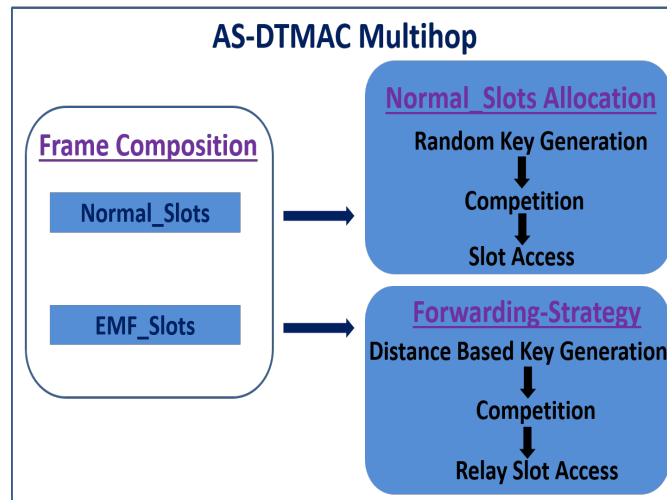 AS-DTMAC Multihop
Frame Composition
Normal_Slots
EMF_Slots
Normal_Slots Allocation
Random Key Generation
Competition
Slot Access
Forwarding-Strategy
Distance Based Key Generation
Competition
Relay Slot Access